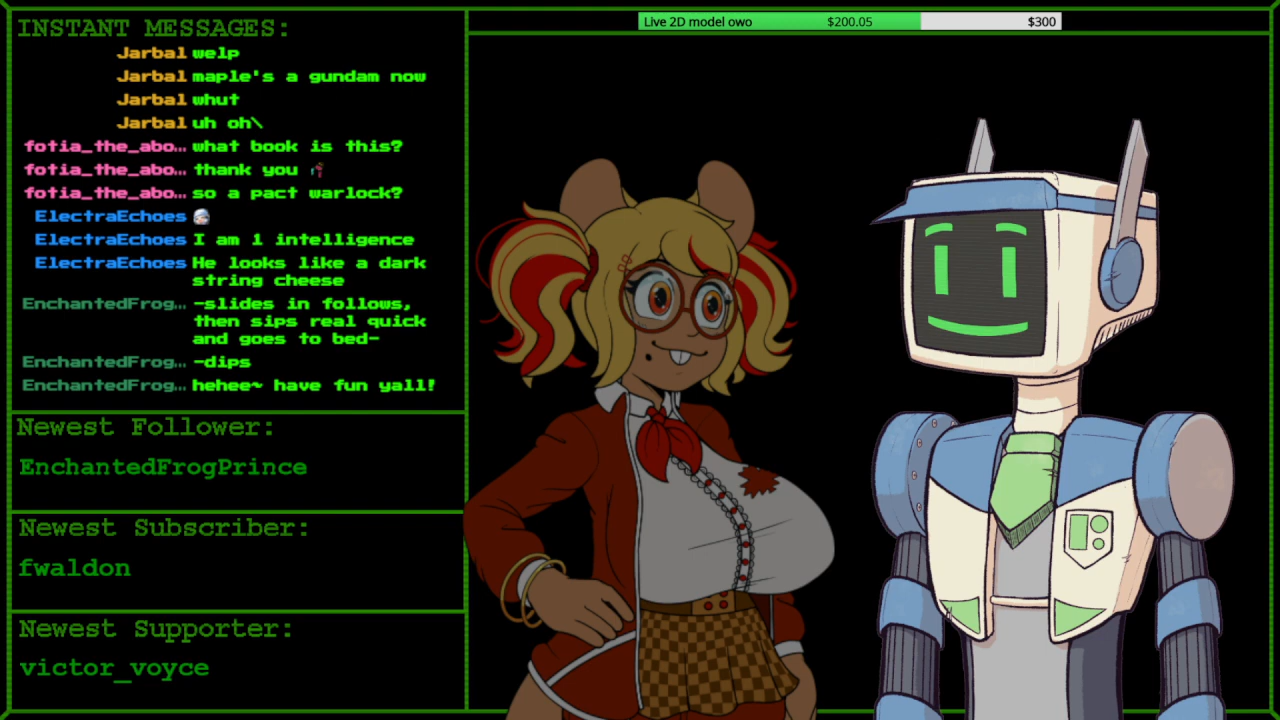 INSTANT MESSAGES:
Live 2D model owo $200.05 $300
Jarbal welp
Jarbal maple's a gundam now
Jarbal whut
Jarbal uh oh\
fotia_the_abo… what book is this?
fotia_the_abo… thank you
fotia_the_abo… so a pact warlock?
ElectraEchoes
ElectraEchoes I am 1 intelligence
ElectraEchoes He looks like a dark
string cheese
EnchantedFrog… -slides in follows,
then sips real quick
and goes to bed-
EnchantedFrog… -dips
EnchantedFrog… hehee~ have fun yall!
Newest Follower:
EnchantedFrogPrince
Newest Subscriber:
fwaldon
Newest Supporter:
victor_voyce